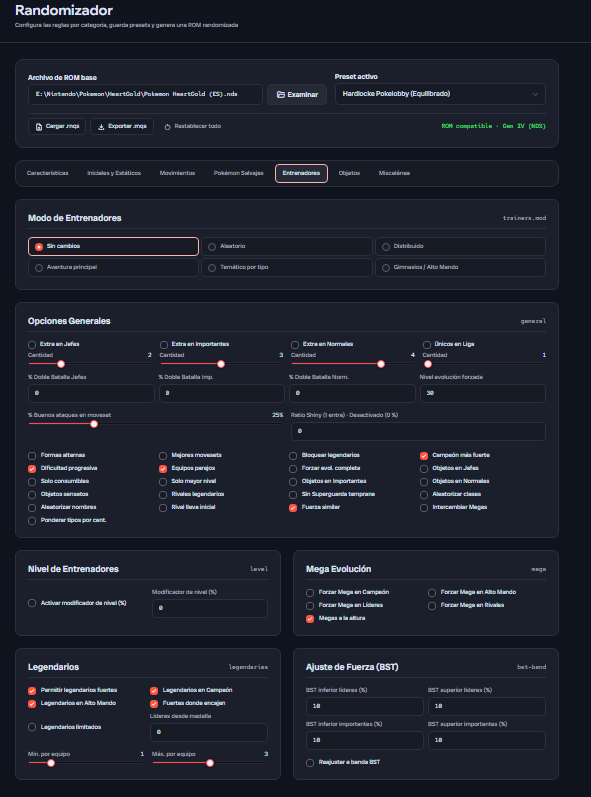 Randomizador
Configura las reglas por categoría, guarda presets y genera una ROM randomizada
Archivo de ROM base
Preset activo
E:\Nintendo\Pokemon\HeartGold\Pokemon HeartGold (ES).nds
Examinar
Hardlocke Pokelobby (Equilibrado)
Cargar .rnqs
Exportar .rnqs
Restablecer todo
ROM compatible · Gen IV (NDS)
Características
Iniciales y Estáticos
Movimientos
Pokémon Salvajes
Entrenadores
Objetos
Miscelánea
Modo de Entrenadores
trainers.mod
Sin cambios
Aleatorio
Distribuido
Aventura principal
Temático por tipo
Gimnasios / Alto Mando
Opciones Generales
general
Extra en Jefes
Extra en Importantes
Extra en Normales
Únicos en Liga
Cantidad 2
Cantidad 3
Cantidad 4
Cantidad 1
% Doble Batalla Jefes
% Doble Batalla Imp.
% Doble Batalla Norm.
Nivel evolución forzada
0
0
0
30
% Buenos ataques en moveset 25%
Ratio Shiny (1 entre) · Desactivado (0 %)
0
Formas alternas
Mejores movesets
Bloquear legendarios
Campeón más fuerte
Dificultad progresiva
Equipos parejos
Forzar evol. completa
Objetos en Jefes
Solo consumibles
Solo mayor nivel
Objetos en Importantes
Objetos en Normales
Objetos sensatos
Rivales legendarios
Sin Superguarda temprana
Aleatorizar clases
Aleatorizar nombres
Rival lleva inicial
Fuerza similar
Intercambiar Megas
Ponderar tipos por cant.
Nivel de Entrenadores
level
Activar modificador de nivel (%)
Modificador de nivel (%)
0
Mega Evolución
mega
Forzar Mega en Campeón
Forzar Mega en Alto Mando
Forzar Mega en Líderes
Forzar Mega en Rivales
Megas a la altura
Legendarios
legendaries
Permitir legendarios fuertes
Legendarios en Campeón
Legendarios en Alto Mando
Fuertes donde encajen
Legendarios limitados
Líderes desde medalla
0
Mín. por equipo 1
Máx. por equipo 3
Ajuste de Fuerza (BST)
bst-band
BST inferior líderes (%)
BST superior líderes (%)
10
10
BST inferior importantes (%)
BST superior importantes (%)
10
10
Reajustar a banda BST